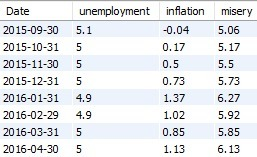 Date unemployment inflation misery
2015-09-30 5.1 -0.04 5.06
2015-10-31 5 0.17 5.17
2015-11-30 5 0.5 5.5
2015-12-31 5 0.73 5.73
2016-01-31 4.9 1.37 6.27
2016-02-29 4.9 1.02 5.92
2016-03-31 5 0.85 5.85
2016-04-30 5 1.13 6.13